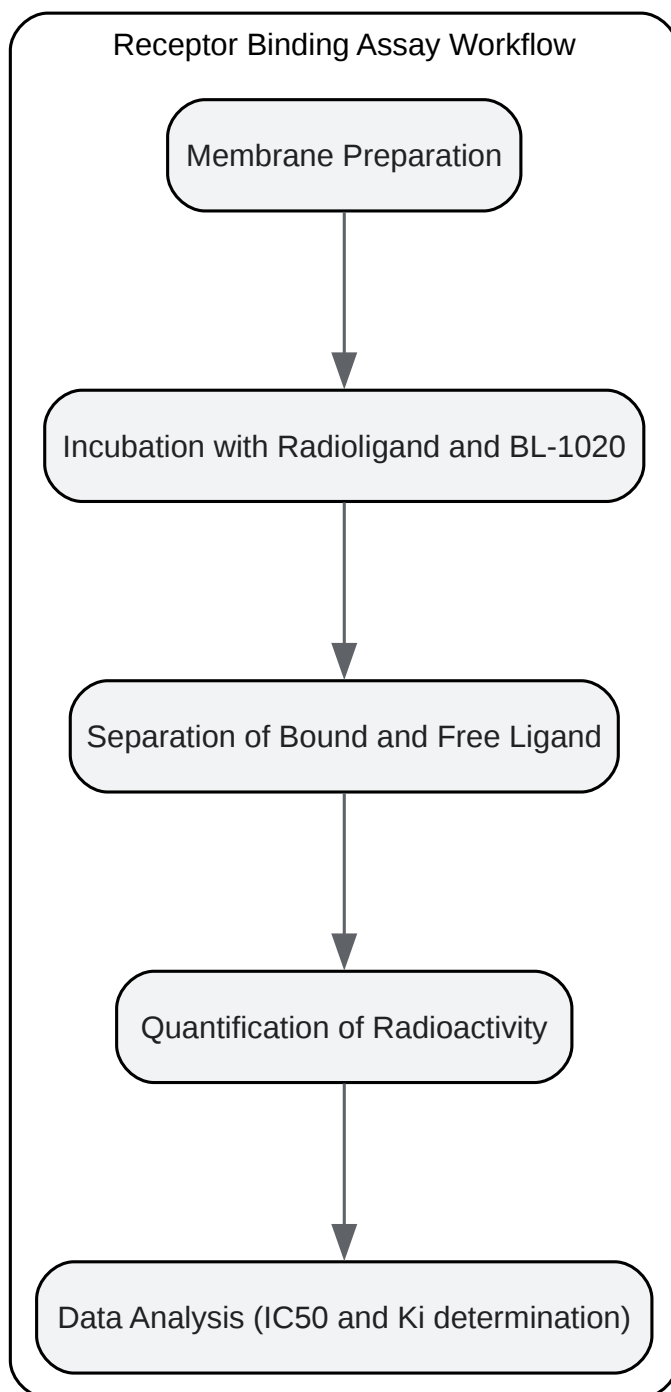 Receptor Binding Assay Workflow
Membrane Preparation
Incubation with Radioligand and BL-1020
Separation of Bound and Free Ligand
Quantification of Radioactivity
Data Analysis (IC50 and Ki determination)